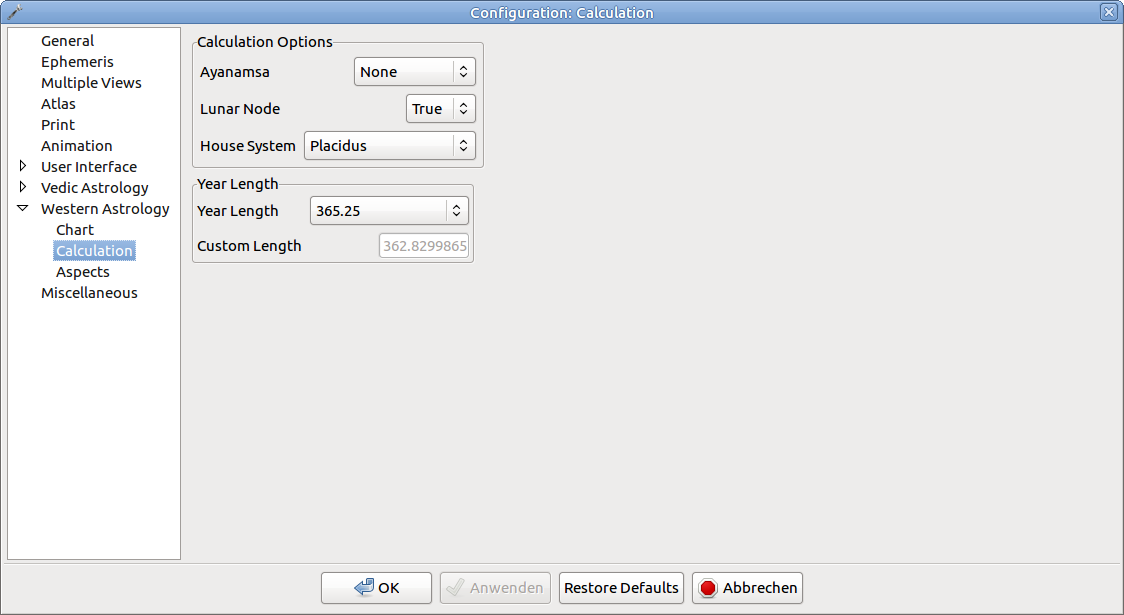 Configuration: Calculation
General
Ephemeris
Multiple Views
Atlas
Print
Animation
User Interface
Vedic Astrology
Western Astrology
Chart
Calculation
Aspects
Miscellaneous
Calculation Options
Ayanamsa None
Lunar Node True
House System Placidus
Year Length
Year Length 365.25
Custom Length 362.8299865
OK Anwenden Restore Defaults Abbrechen